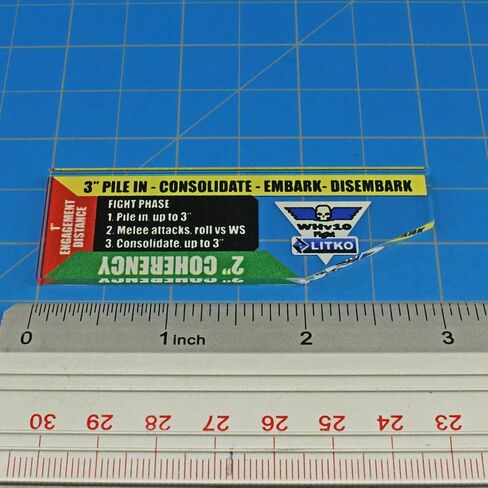 3" PILE IN - CONSOLIDATE - EMBARK- DISEMBARK
1"
ENGAGEMENT
DISTANCE
FIGHT PHASE
1. Pile in, up to 3"
2. Melee attacks, roll vs WS
3. Consolidate, up to 3"
WHv10
Fight
LITKO
2" COHERENCY
0 1 inch 2 3
30 29 28 27 26 25 24 23